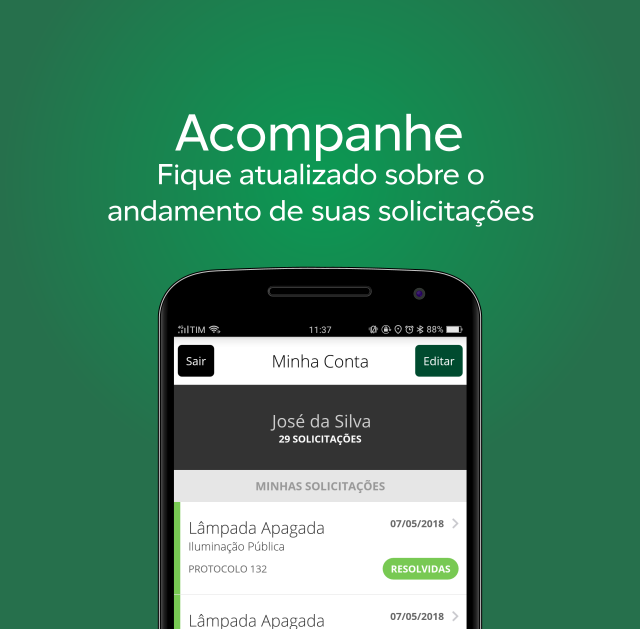 Acompanhe
Fique atualizado sobre o
andamento de suas solicitações
TIM 11:37 88%
Sair Minha Conta Editar
José da Silva
29 SOLICITAÇÕES
MINHAS SOLICITAÇÕES
Lâmpada Apagada 07/05/2018
Iluminação Pública
PROTOCOLO 132 RESOLVIDAS
Lâmpada Apagada 07/05/2018